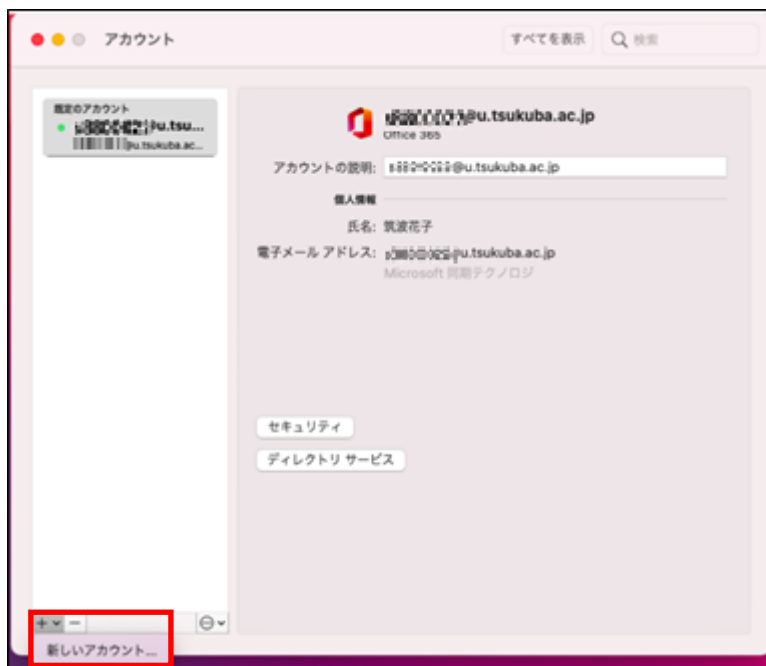 アカウント
すべてを表示
検索
既定のアカウント
@u.tsu...
@u.tsukuba.ac...
@u.tsukuba.ac.jp
Office 365
アカウントの説明: @u.tsukuba.ac.jp
個人情報
氏名: 筑波花子
電子メール アドレス: @u.tsukuba.ac.jp
Microsoft 同期テクノロジ
セキュリティ
ディレクトリ サービス
新しいアカウント...